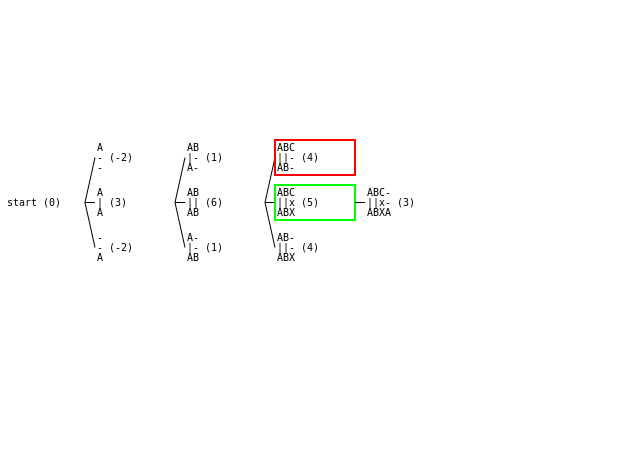 A
- (-2)
-
AB
|- (1)
A-
ABC
||- (4)
AB-
start (0)
A
| (3)
A
AB
|| (6)
AB
ABC
||x (5)
ABX
ABC-
||x- (3)
ABXA
-
- (-2)
A
A-
|- (1)
AB
AB-
||- (4)
ABX